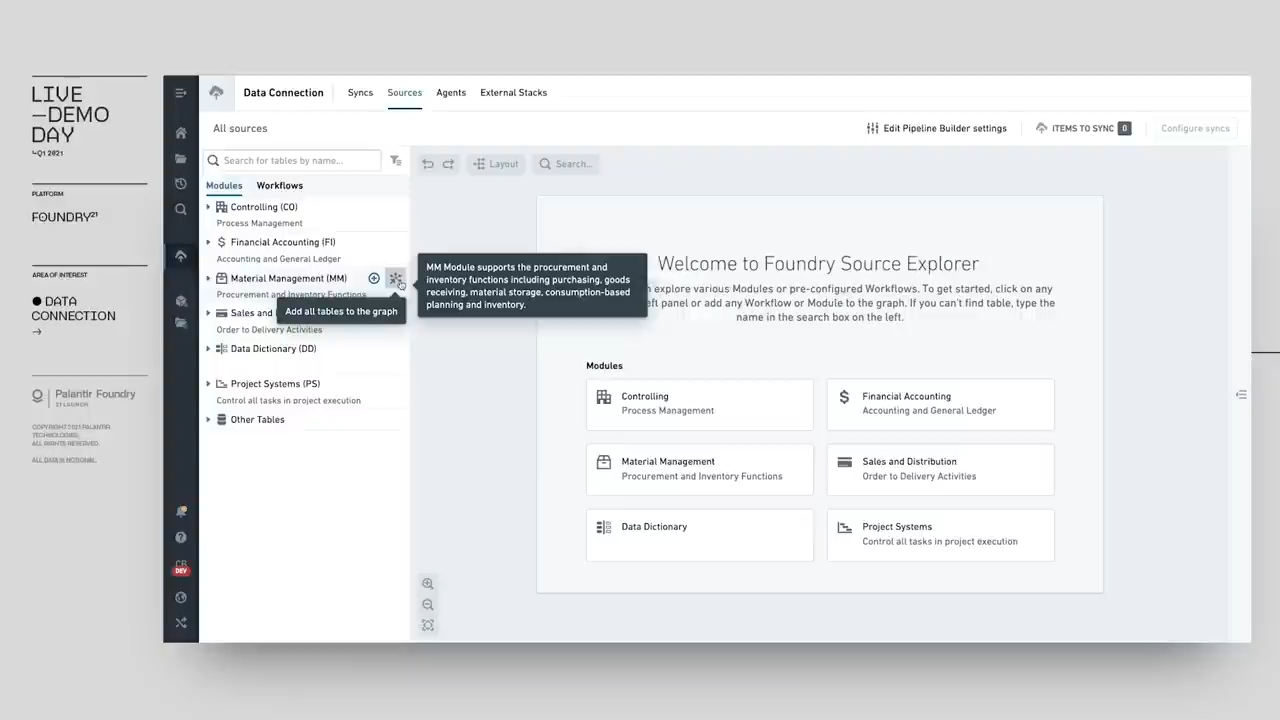 LIVE
—DEMO
DAY
↳Q1 2021
PLATFORM
FOUNDRY²¹
AREA OF INTEREST
● DATA
CONNECTION
→
Palantir Foundry
COPYRIGHT 2021 PALANTIR
TECHNOLOGIES.
ALL RIGHTS RESERVED.
ALL DATA IS NOTIONAL.
Data Connection
Syncs
Sources
Agents
External Stacks
All sources
Edit Pipeline Builder settings
ITEMS TO SYNC 0
Configure syncs
Search for tables by name...
Modules
Workflows
Controlling (CO)
Process Management
Financial Accounting (FI)
Accounting and General Ledger
Material Management (MM)
Procurement and Inventory Functions
Add all tables to the graph
Sales and
Order to Delivery Activities
Data Dictionary (DD)
Project Systems (PS)
Control all tasks in project execution
Other Tables
DEV
Layout
Search...
MM Module supports the procurement and
inventory functions including purchasing, goods
receiving, material storage, consumption-based
planning and inventory.
Welcome to Foundry Source Explorer
explore various Modules or pre-configured Workflows. To get started, click on any
left panel or add any Workflow or Module to the graph. If you can't find table, type the
name in the search box on the left.
Modules
Controlling
Process Management
Financial Accounting
Accounting and General Ledger
Material Management
Procurement and Inventory Functions
Sales and Distribution
Order to Delivery Activities
Data Dictionary
Project Systems
Control all tasks in project execution